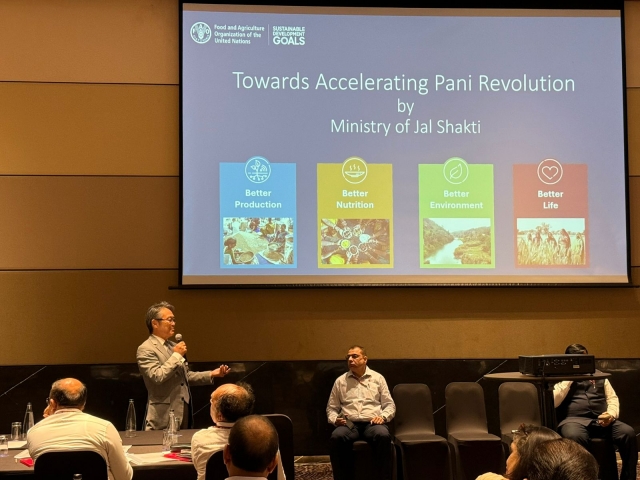 Food and Agriculture
Organization of the
United Nations
SUSTAINABLE
DEVELOPMENT
GOALS
Towards Accelerating Pani Revolution
by
Ministry of Jal Shakti
Better
Production
Better
Nutrition
Better
Environment
Better
Life